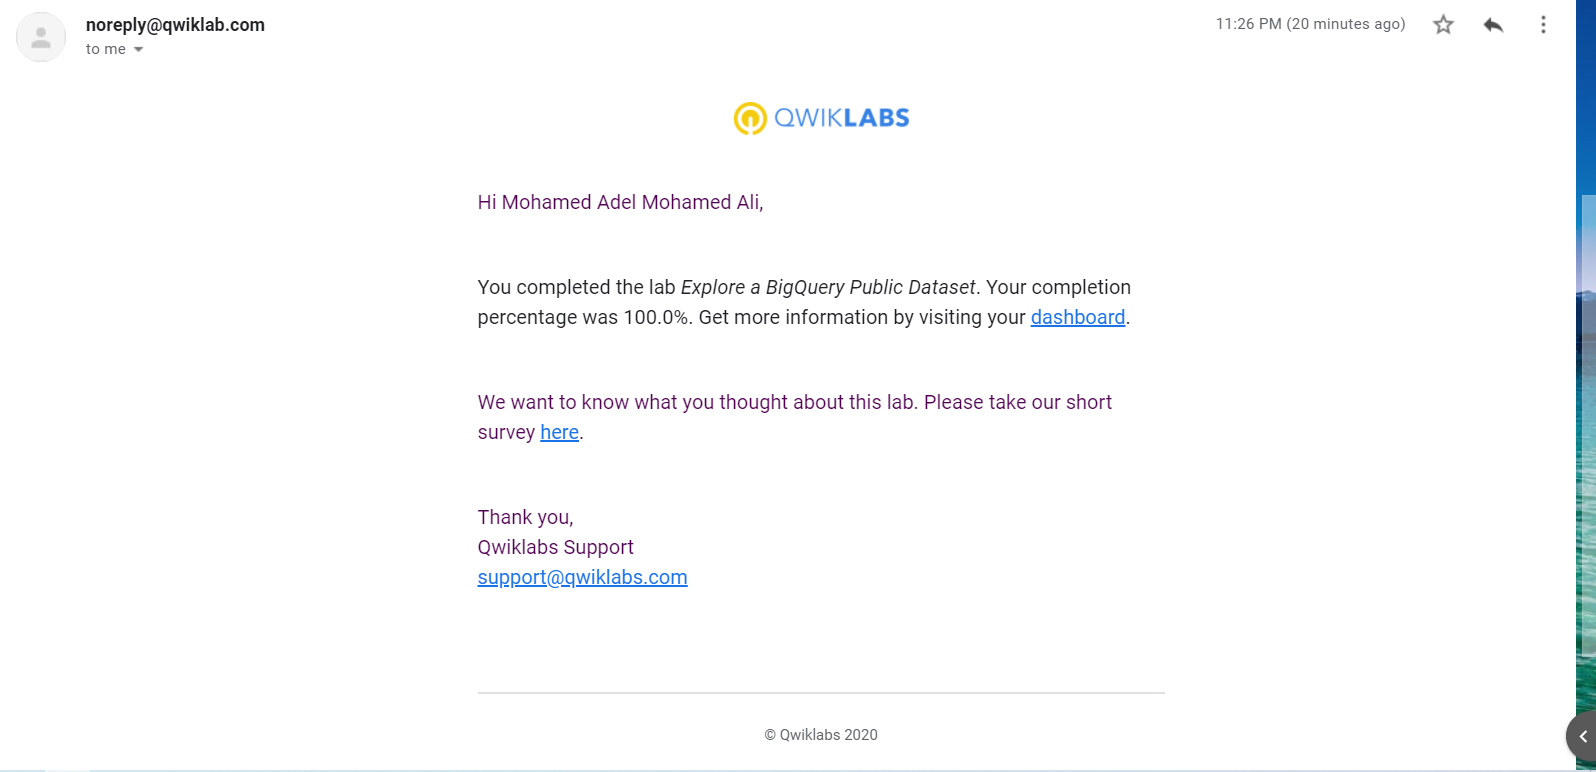 noreply@qwiklab.com
11:26 PM (20 minutes ago)
to me
QWIKLABS
Hi Mohamed Adel Mohamed Ali,
You completed the lab Explore a BigQuery Public Dataset. Your completion
percentage was 100.0%. Get more information by visiting your dashboard.
We want to know what you thought about this lab. Please take our short
survey here.
Thank you,
Qwiklabs Support
support@qwiklabs.com
© Qwiklabs 2020